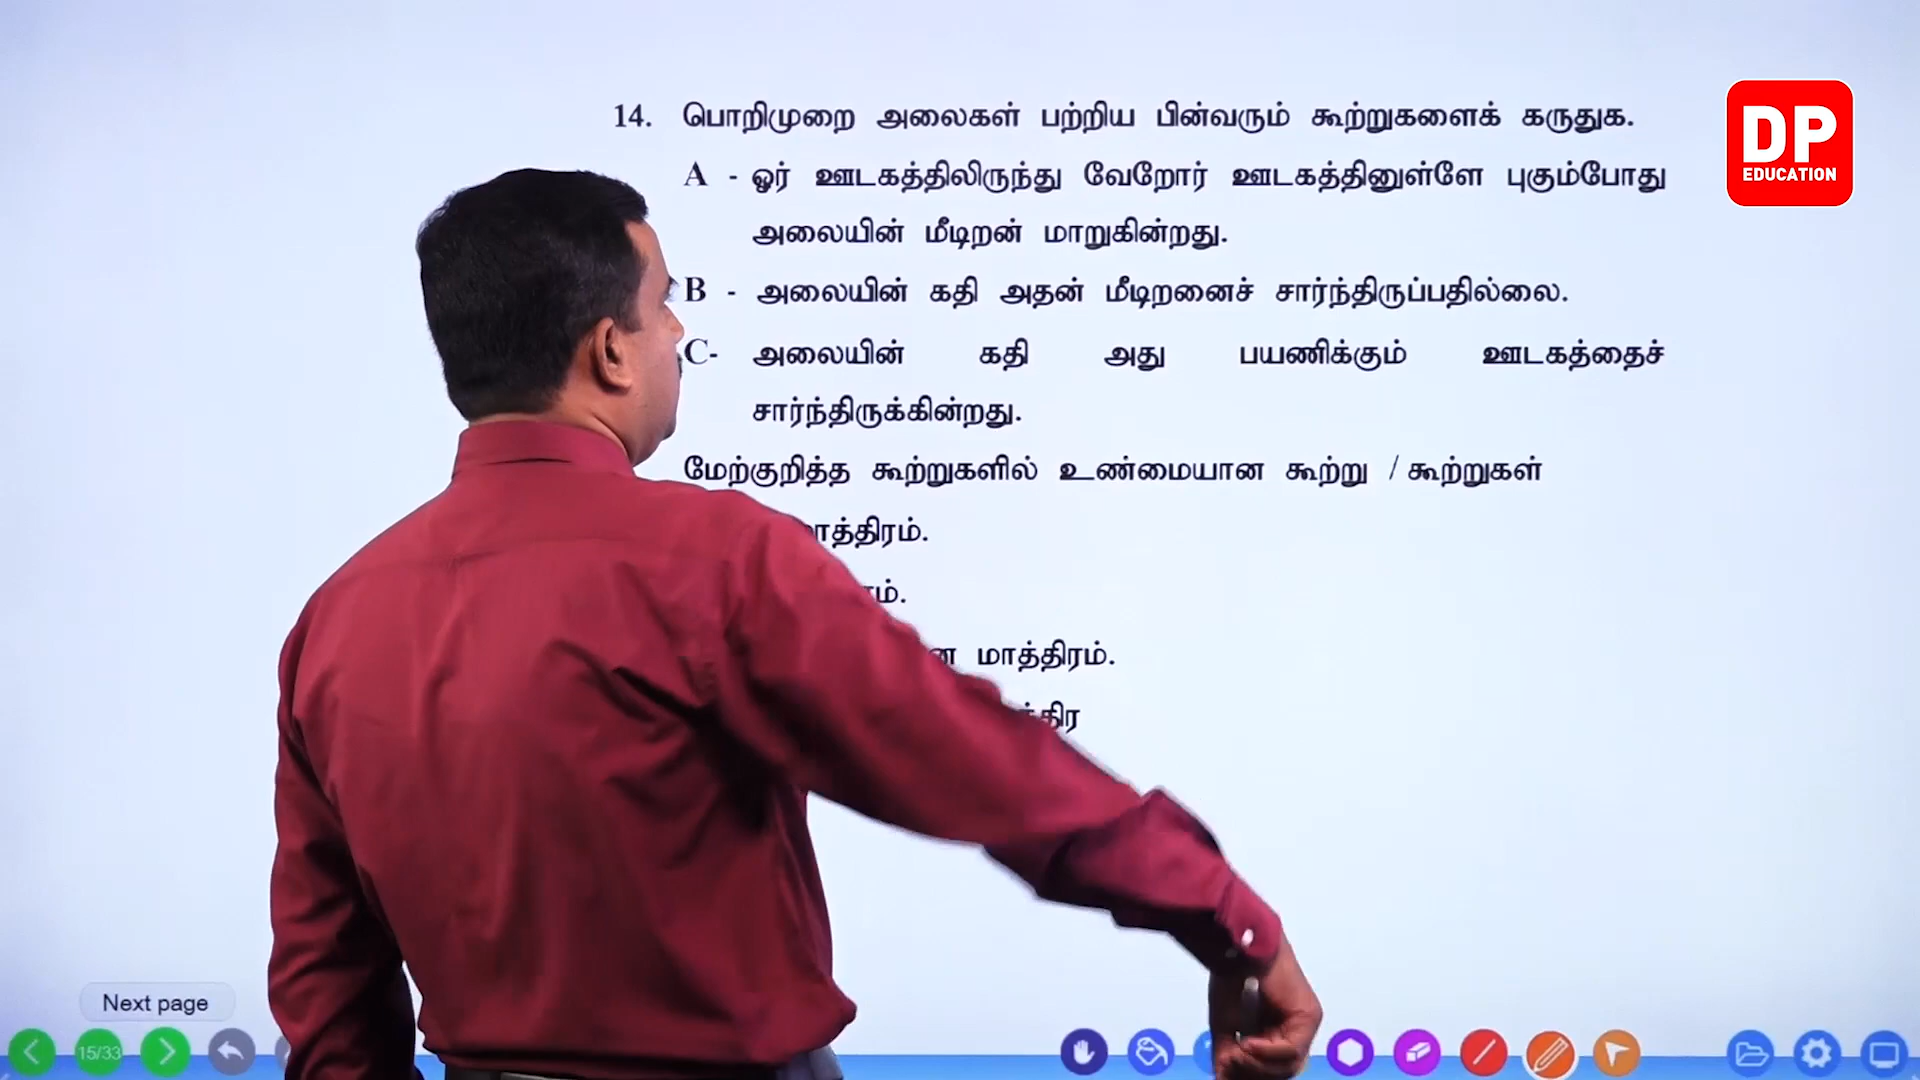 14. பொறிமுறை அலைகள் பற்றிய பின்வரும் கூற்றுகளைக் கருதுக.
A - ஓர் ஊடகத்திலிருந்து வேறோர் ஊடகத்தினுள்ளே புகும்போது
அலையின் மீடிறன் மாறுகின்றது.
B - அலையின் கதி அதன் மீடிறனைச் சார்ந்திருப்பதில்லை.
C- அலையின் கதி அது பயணிக்கும் ஊடகத்தைச்
சார்ந்திருக்கின்றது.
மேற்குறித்த கூற்றுகளில் உண்மையான கூற்று / கூற்றுகள்
மாத்திரம்.
DP
EDUCATION
Next page
15/33